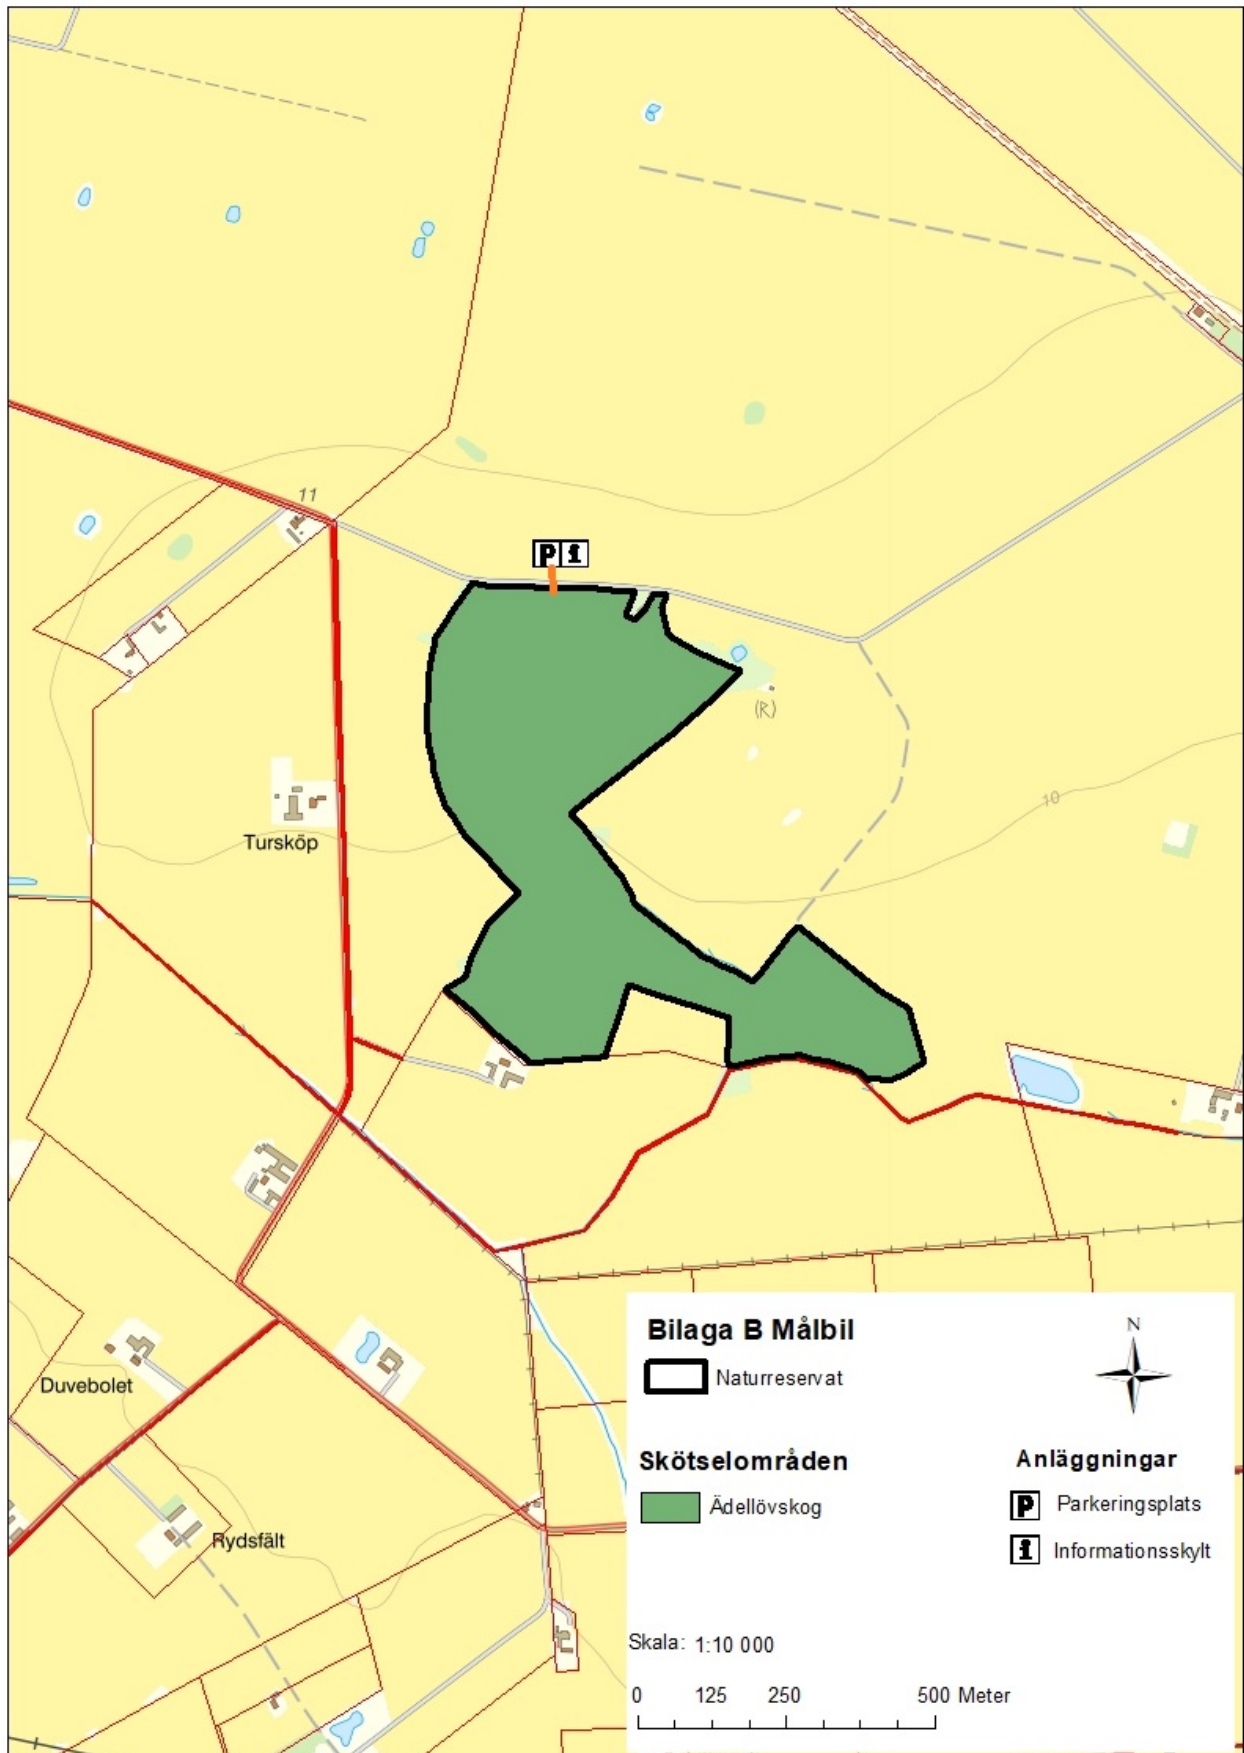 11
P i
(R)
10
Tursköp
Duvebolet
Rydsfält
Bilaga B Målbil
Naturreservat
N
Skötselområden
Ädellövskog
Anläggningar
P Parkeringsplats
i Informationsskylt
Skala: 1:10 000
0 125 250 500 Meter